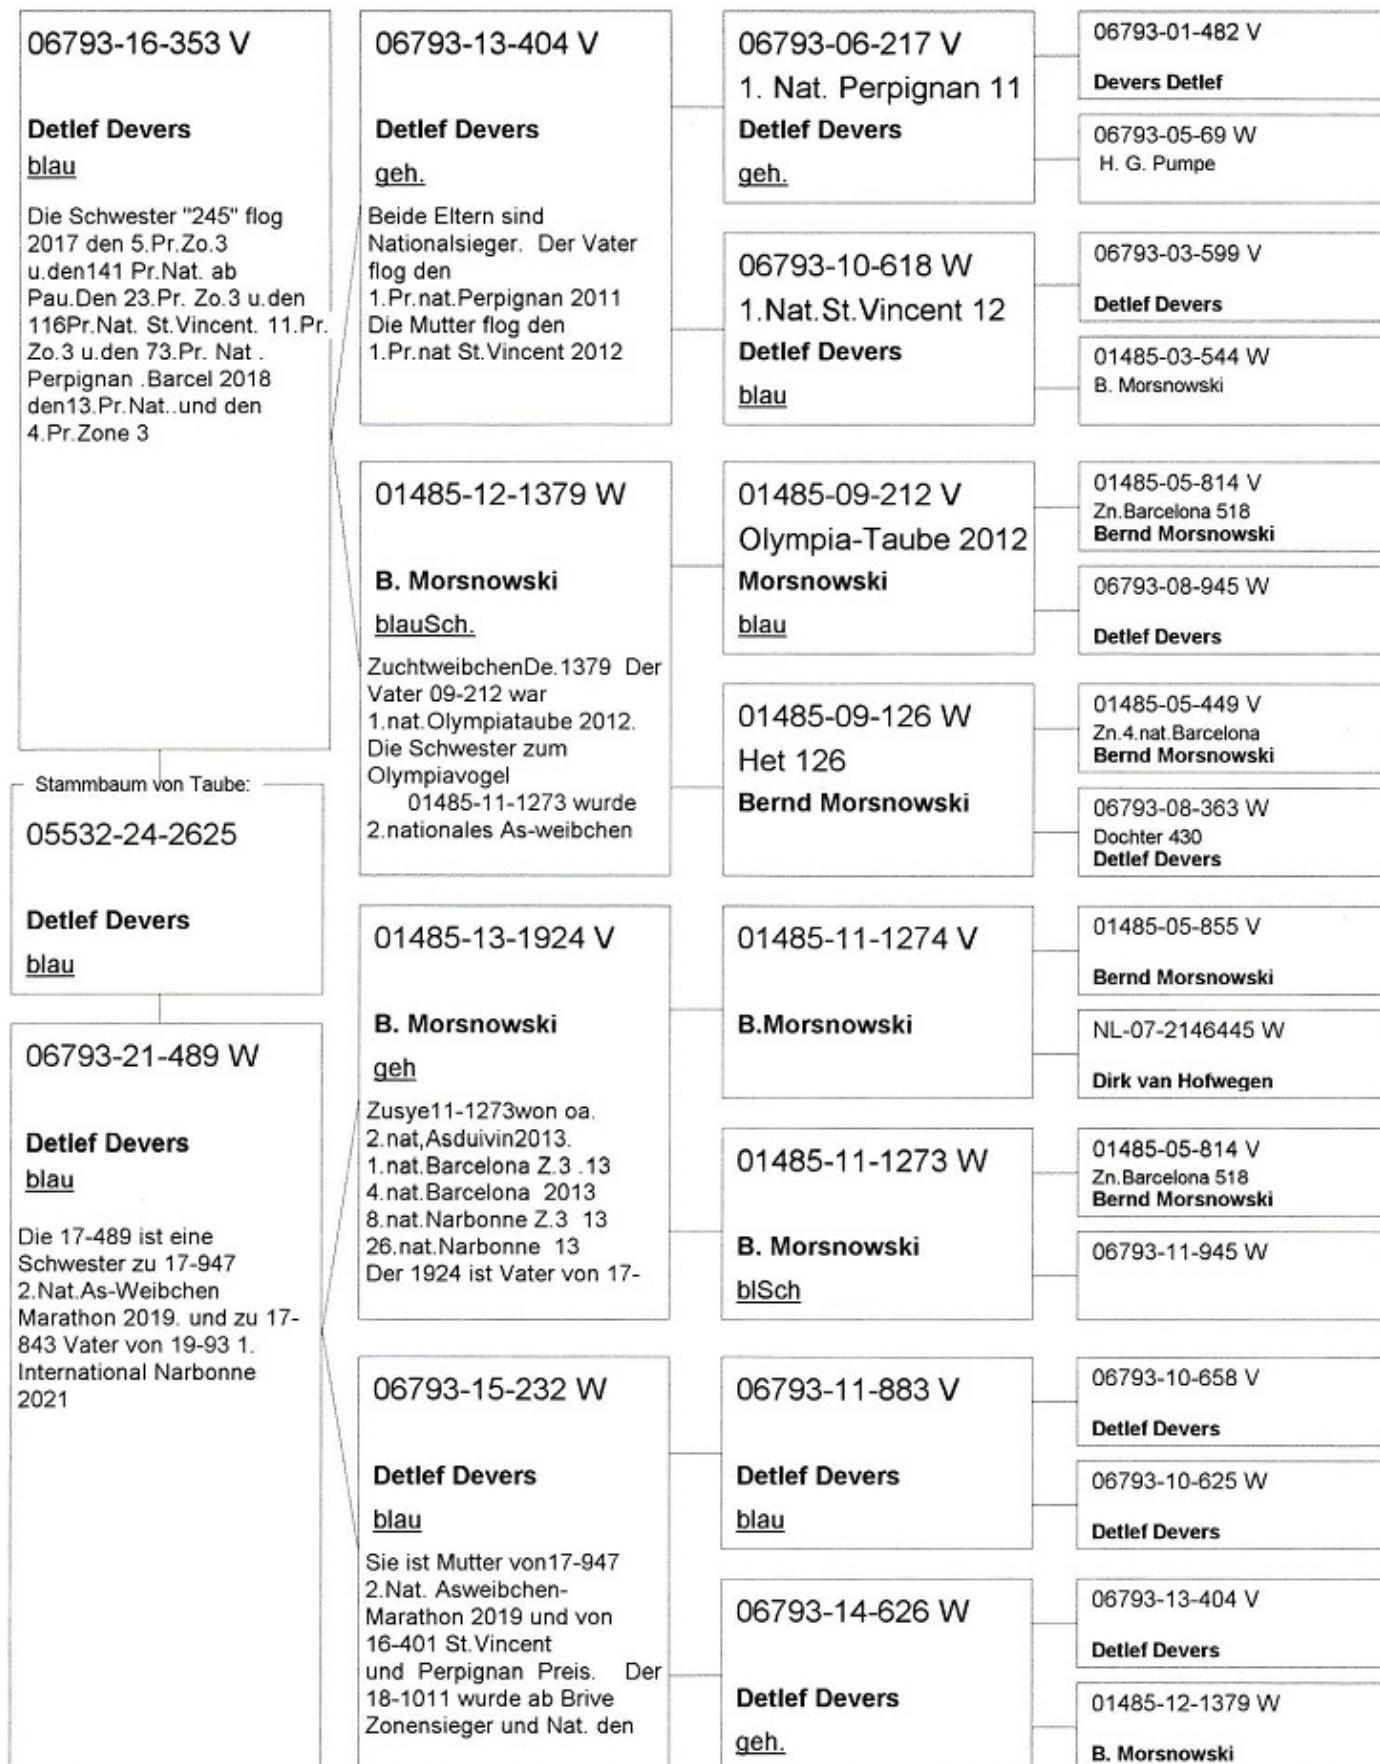 06793-16-353 V
Detlef Devers
blau
Die Schwester "245" flog
2017 den 5.Pr.Zo.3
u.den141 Pr.Nat. ab
Pau.Den 23.Pr. Zo.3 u.den
116Pr.Nat. St.Vincent. 11.Pr.
Zo.3 u.den 73.Pr. Nat .
Perpignan .Barcel 2018
den13.Pr.Nat..und den
4.Pr.Zone 3
Stammbaum von Taube:
05532-24-2625
Detlef Devers
blau
06793-21-489 W
Detlef Devers
blau
Die 17-489 ist eine
Schwester zu 17-947
2.Nat.As-Weibchen
Marathon 2019. und zu 17-
843 Vater von 19-93 1.
International Narbonne
2021
06793-13-404 V
Detlef Devers
geh.
Beide Eltern sind
Nationalsieger. Der Vater
flog den
1.Pr.nat.Perpignan 2011
Die Mutter flog den
1.Pr.nat St.Vincent 2012
01485-12-1379 W
B. Morsnowski
blauSch.
ZuchtweibchenDe.1379 Der
Vater 09-212 war
1.nat.Olympiataube 2012.
Die Schwester zum
Olympiavogel
01485-11-1273 wurde
2.nationales As-weibchen
01485-13-1924 V
B. Morsnowski
geh
Zusye11-1273won oa.
2.nat,Asduivin2013.
1.nat.Barcelona Z.3 .13
4.nat.Barcelona 2013
8.nat.Narbonne Z.3 13
26.nat.Narbonne 13
Der 1924 ist Vater von 17-
06793-15-232 W
Detlef Devers
blau
Sie ist Mutter von17-947
2.Nat. Asweibchen-
Marathon 2019 und von
16-401 St.Vincent
und Perpignan Preis. Der
18-1011 wurde ab Brive
Zonensieger und Nat. den
06793-06-217 V
1. Nat. Perpignan 11
Detlef Devers
geh.
06793-10-618 W
1.Nat.St.Vincent 12
Detlef Devers
blau
01485-09-212 V
Olympia-Taube 2012
Morsnowski
blau
01485-09-126 W
Het 126
Bernd Morsnowski
01485-11-1274 V
B.Morsnowski
01485-11-1273 W
B. Morsnowski
blSch
06793-11-883 V
Detlef Devers
blau
06793-14-626 W
Detlef Devers
geh.
06793-01-482 V
Devers Detlef
06793-05-69 W
H. G. Pumpe
06793-03-599 V
Detlef Devers
01485-03-544 W
B. Morsnowski
01485-05-814 V
Zn.Barcelona 518
Bernd Morsnowski
06793-08-945 W
Detlef Devers
01485-05-449 V
Zn.4.nat.Barcelona
Bernd Morsnowski
06793-08-363 W
Dochter 430
Detlef Devers
01485-05-855 V
Bernd Morsnowski
NL-07-2146445 W
Dirk van Hofwegen
01485-05-814 V
Zn.Barcelona 518
Bernd Morsnowski
06793-11-945 W
06793-10-658 V
Detlef Devers
06793-10-625 W
Detlef Devers
06793-13-404 V
Detlef Devers
01485-12-1379 W
B. Morsnowski